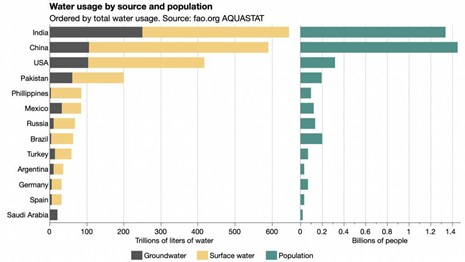 Water usage by source and population
Ordered by total water usage. Source: fao.org AQUASTAT
India
China
USA
Pakistan
Phillippines
Mexico
Russia
Brazil
Turkey
Argentina
Germany
Spain
Saudi Arabia
0 100 200 300 400 500 600 0 0.2 0.4 0.6 0.8 1 1.2 1.4
Trillions of liters of water Billions of people
Groundwater Surface water Population